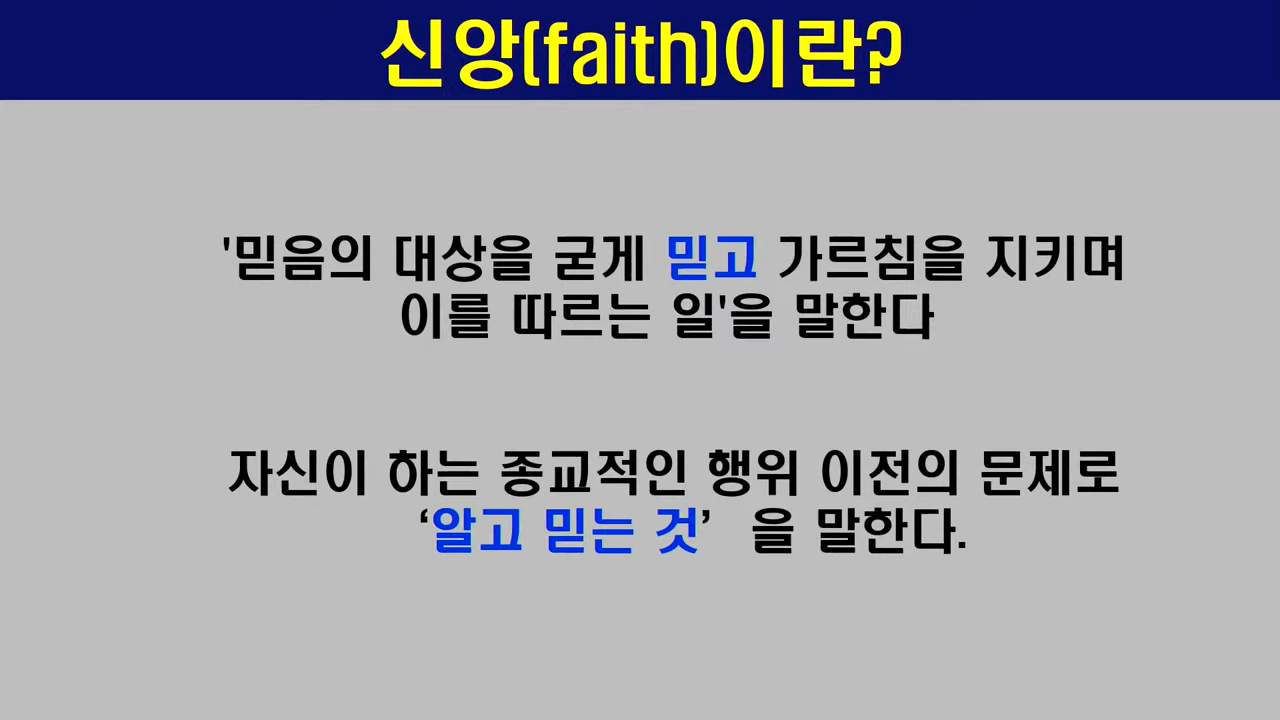 신앙(faith)이란?
'믿음의 대상을 굳게 믿고 가르침을 지키며
이를 따르는 일'을 말한다
자신이 하는 종교적인 행위 이전의 문제로
‘알고 믿는 것’ 을 말한다.